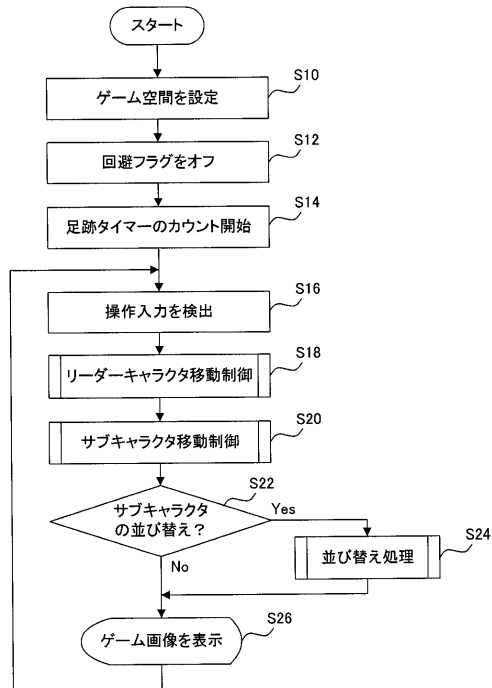 スタート
S10
ゲーム空間を設定
S12
回避フラグをオフ
S14
足跡タイマーのカウント開始
S16
操作入力を検出
S18
リーダーキャラクタ移動制御
S20
サブキャラクタ移動制御
S22
サブキャラクタ
の並び替え?
Yes
S24
並び替え処理
No
S26
ゲーム画像を表示